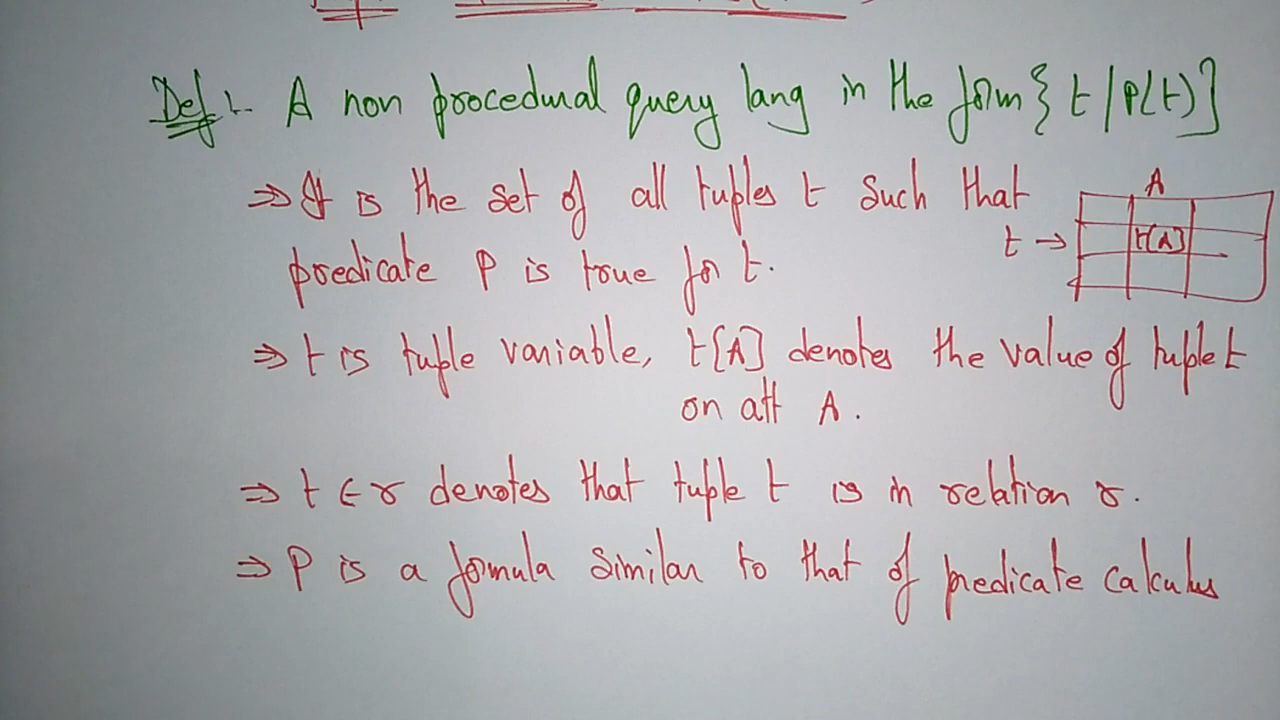 Def :- A non procedural query lang in the form { t / P(t) }
⇒ It is the set of all tuples t such that
A
t → t[A]
predicate P is true for t.
⇒ t is tuple variable, t[A] denotes the value of tuple t
on att A.
⇒ t ∈ r denotes that tuple t is in relation r.
⇒ P is a formula similar to that of predicate calculus